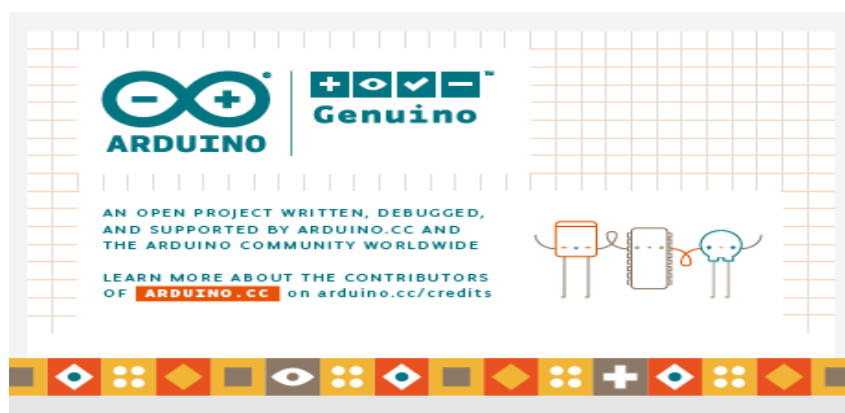 ARDUINO
Genuino
AN OPEN PROJECT WRITTEN, DEBUGGED,
AND SUPPORTED BY ARDUINO.CC AND
THE ARDUINO COMMUNITY WORLDWIDE
LEARN MORE ABOUT THE CONTRIBUTORS
OF ARDUINO.CC on arduino.cc/credits